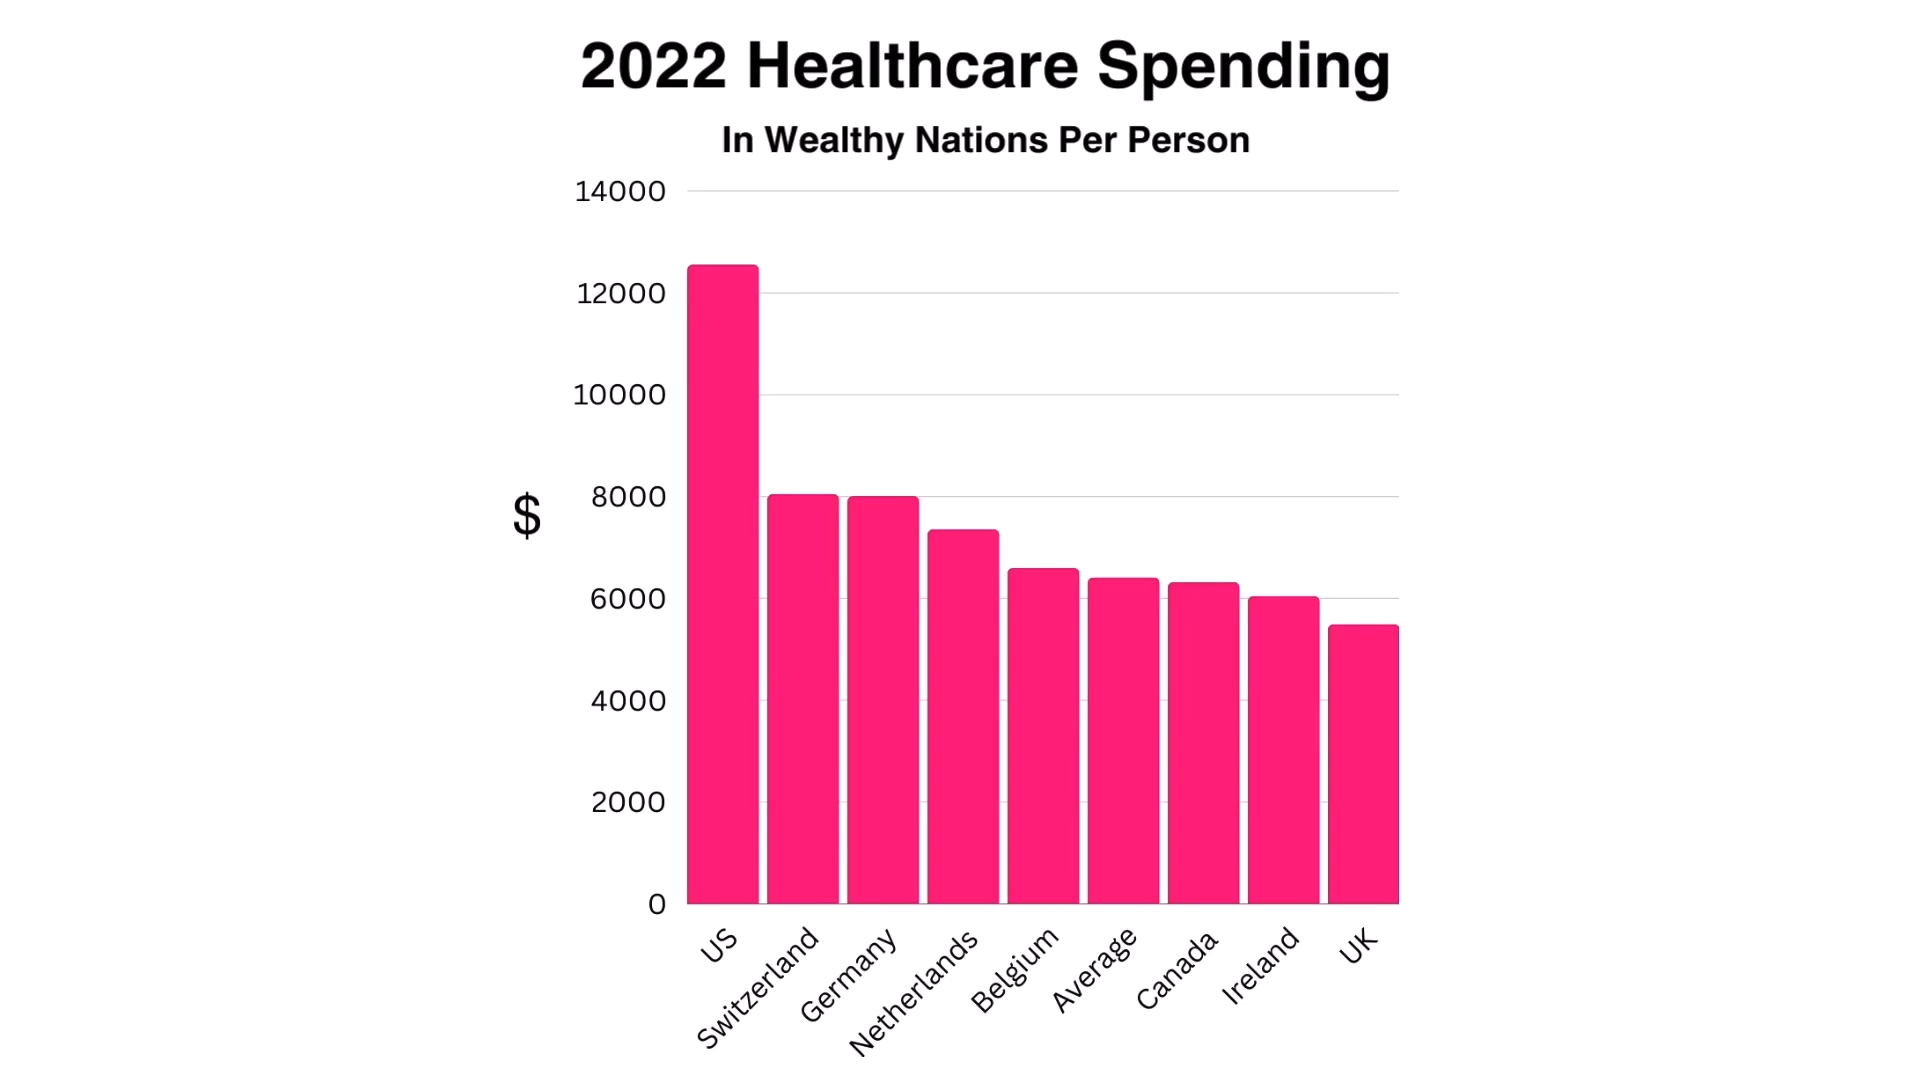 2022 Healthcare Spending
In Wealthy Nations Per Person
14000
12000
10000
8000
$
6000
4000
2000
0
US
Switzerland
Germany
Netherlands
Belgium
Average
Canada
Ireland
UK